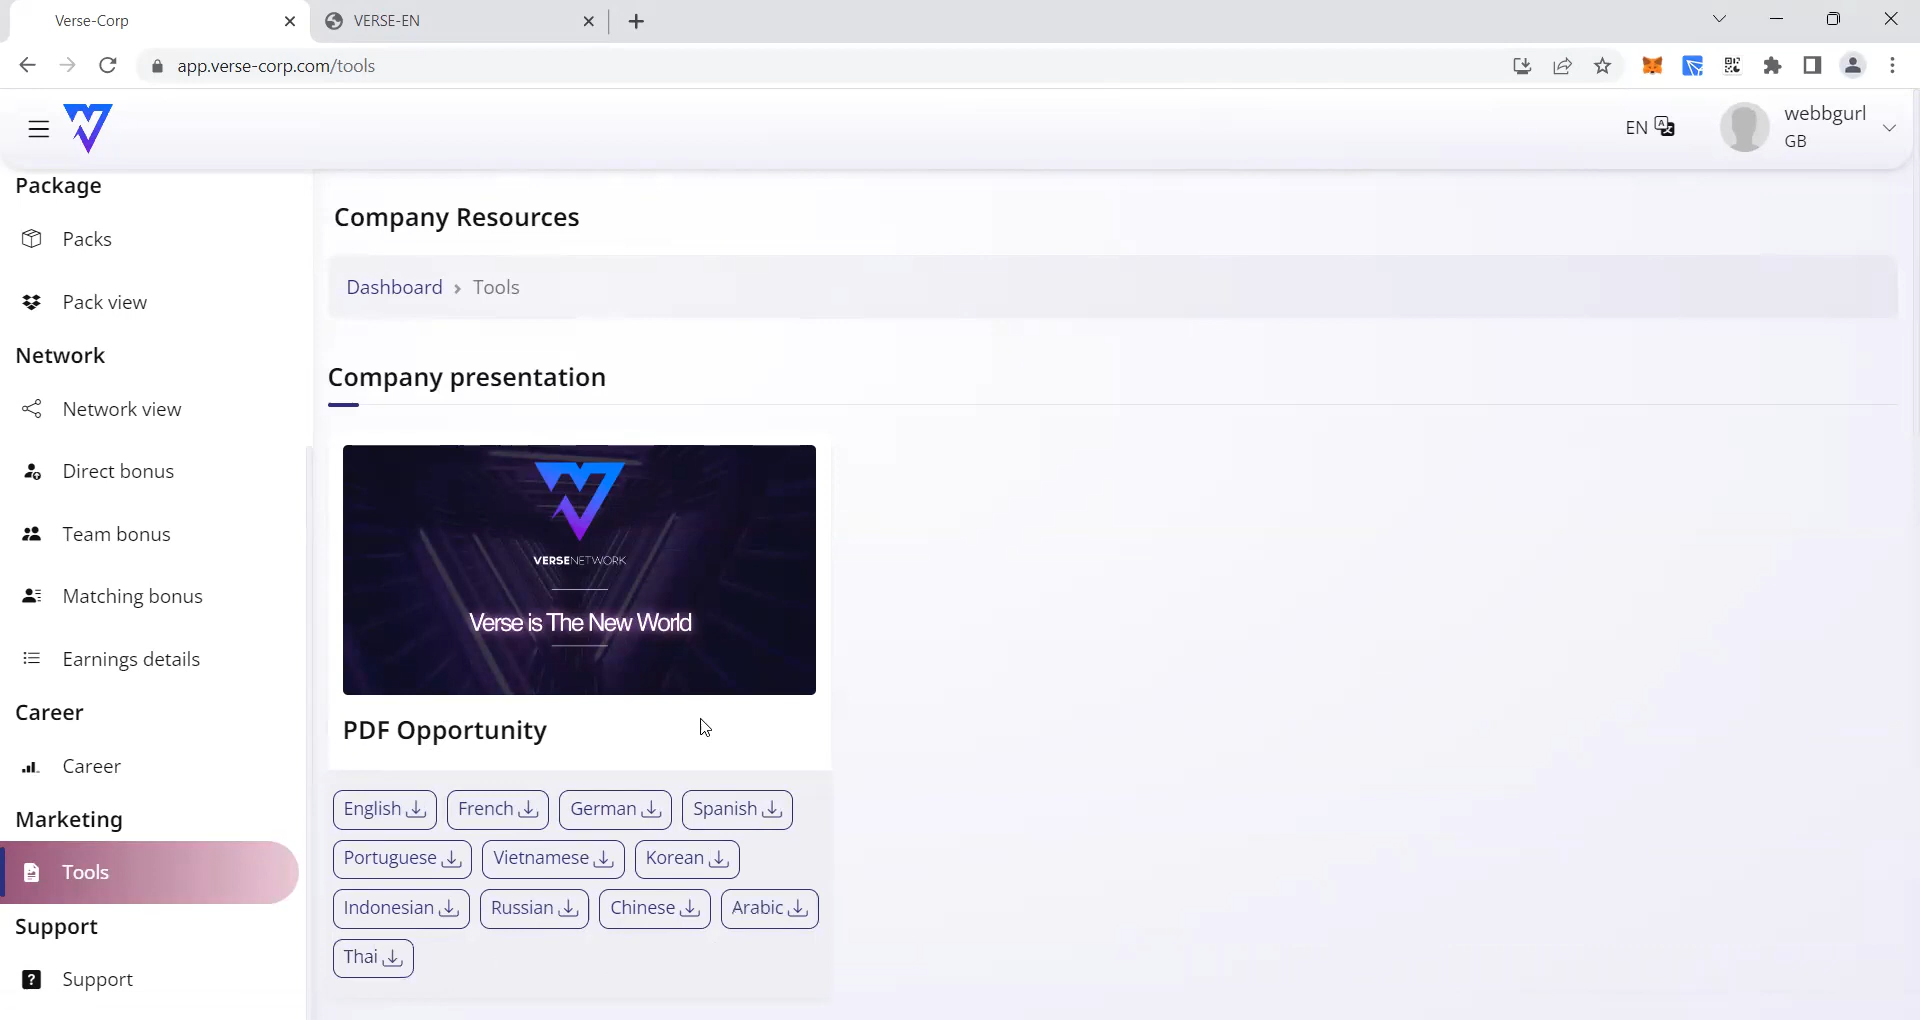 Verse-Corp
VERSE-EN
app.verse-corp.com/tools
EN
webbgurl
GB
Package
Packs
Pack view
Network
Network view
Direct bonus
Team bonus
Matching bonus
Earnings details
Career
Career
Marketing
Tools
Support
Support
Company Resources
Dashboard › Tools
Company presentation
VERSENETWORK
Verse is The New World
PDF Opportunity
English French German Spanish
Portuguese Vietnamese Korean
Indonesian Russian Chinese Arabic
Thai